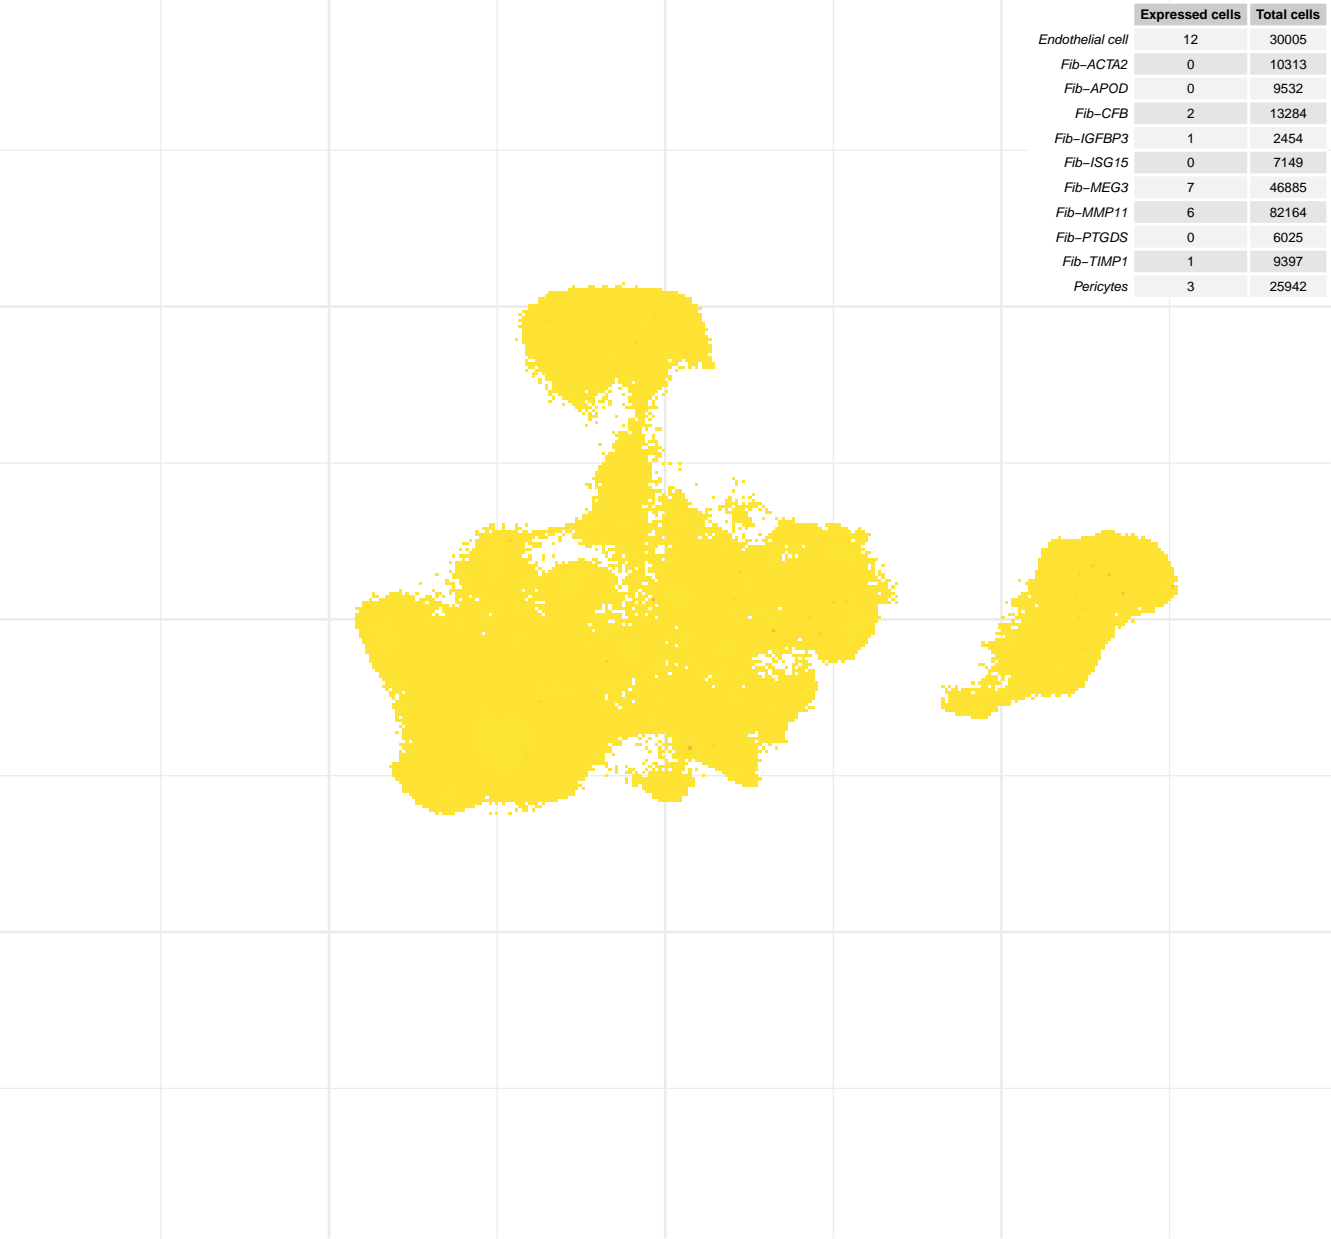 Expressed cells Total cells
Endothelial cell 12 30005
Fib−ACTA2 0 10313
Fib−APOD 0 9532
Fib−CFB 2 13284
Fib−IGFBP3 1 2454
Fib−ISG15 0 7149
Fib−MEG3 7 46885
Fib−MMP11 6 82164
Fib−PTGDS 0 6025
Fib−TIMP1 1 9397
Pericytes 3 25942